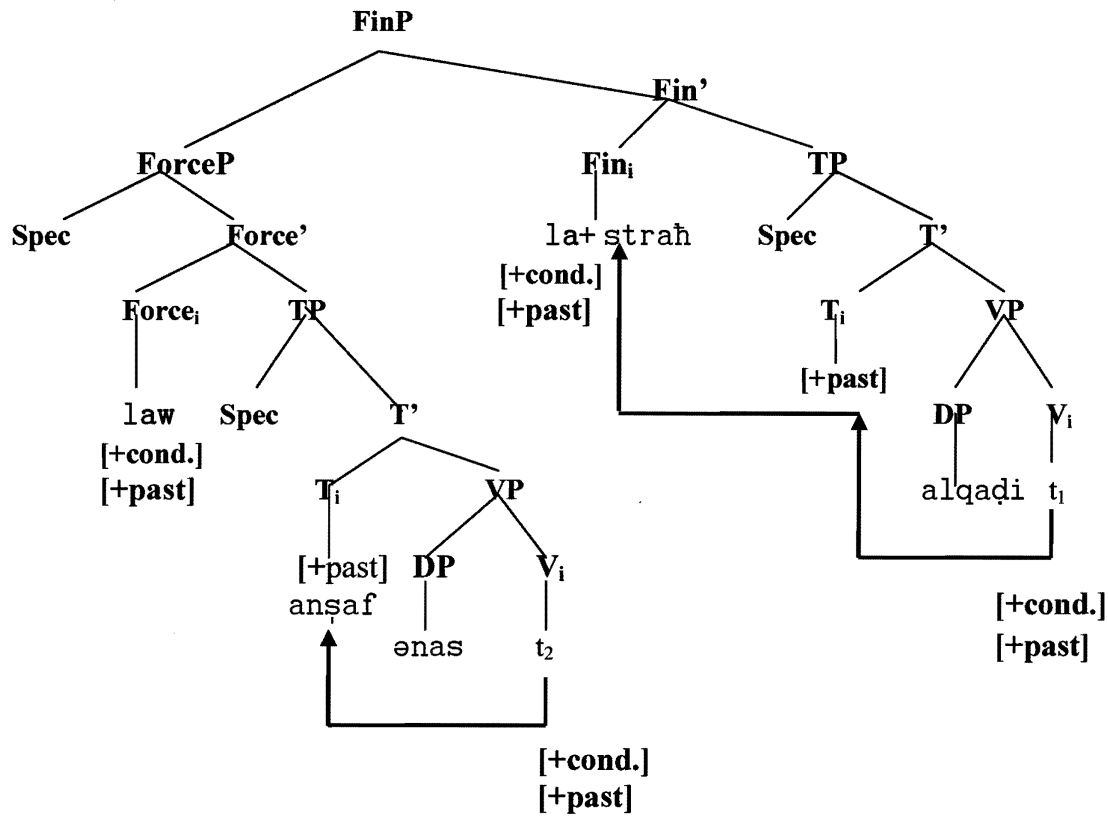 FinP
Fin’
ForceP Finᵢ TP
Spec Force’ la+ straħ Spec T’
[+cond.]
Forceᵢ TP [+past] Tᵢ VP
[+past]
law Spec T’ DP Vᵢ
[+cond.]
[+past] Tᵢ VP alqaḍi t₁
[+past] DP Vᵢ
anṣaf [+cond.]
ənas t₂ [+past]
[+cond.]
[+past]